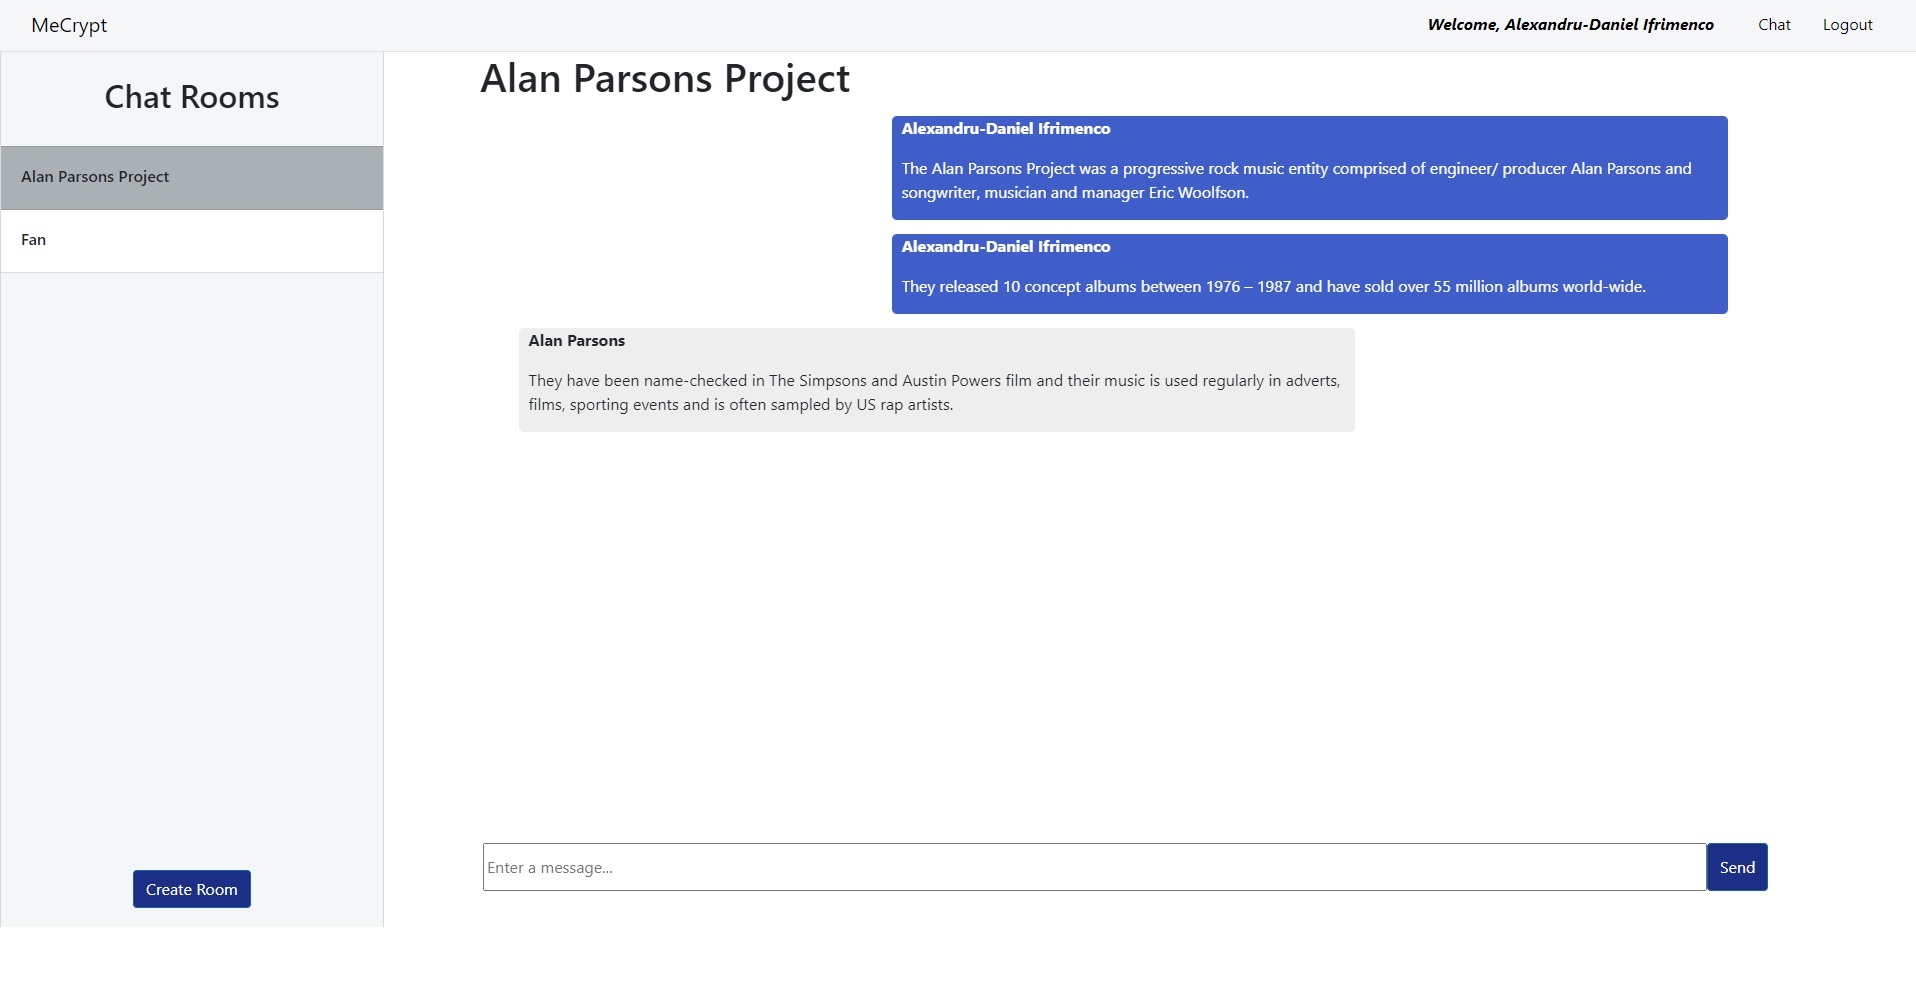 MeCrypt
Welcome, Alexandru-Daniel Ifrimenco
Chat
Logout
Chat Rooms
Alan Parsons Project
Fan
Create Room
Alan Parsons Project
Alexandru-Daniel Ifrimenco
The Alan Parsons Project was a progressive rock music entity comprised of engineer/ producer Alan Parsons and
songwriter, musician and manager Eric Woolfson.
Alexandru-Daniel Ifrimenco
They released 10 concept albums between 1976 – 1987 and have sold over 55 million albums world-wide.
Alan Parsons
They have been name-checked in The Simpsons and Austin Powers film and their music is used regularly in adverts,
films, sporting events and is often sampled by US rap artists.
Enter a message...
Send